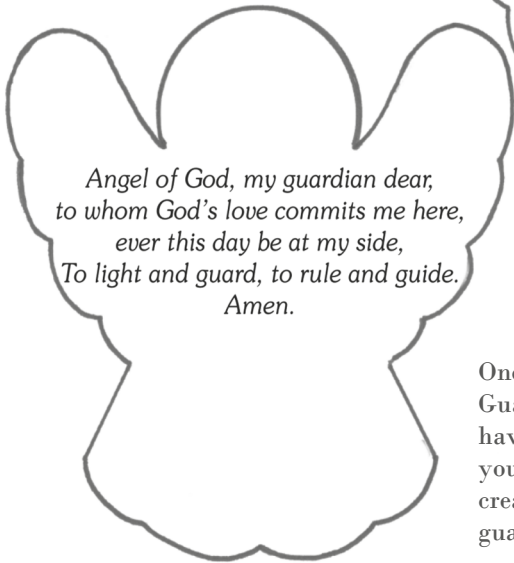 Angel of God, my guardian dear,
to whom God's love commits me here,
ever this day be at my side,
To light and guard, to rule and guide.
Amen.